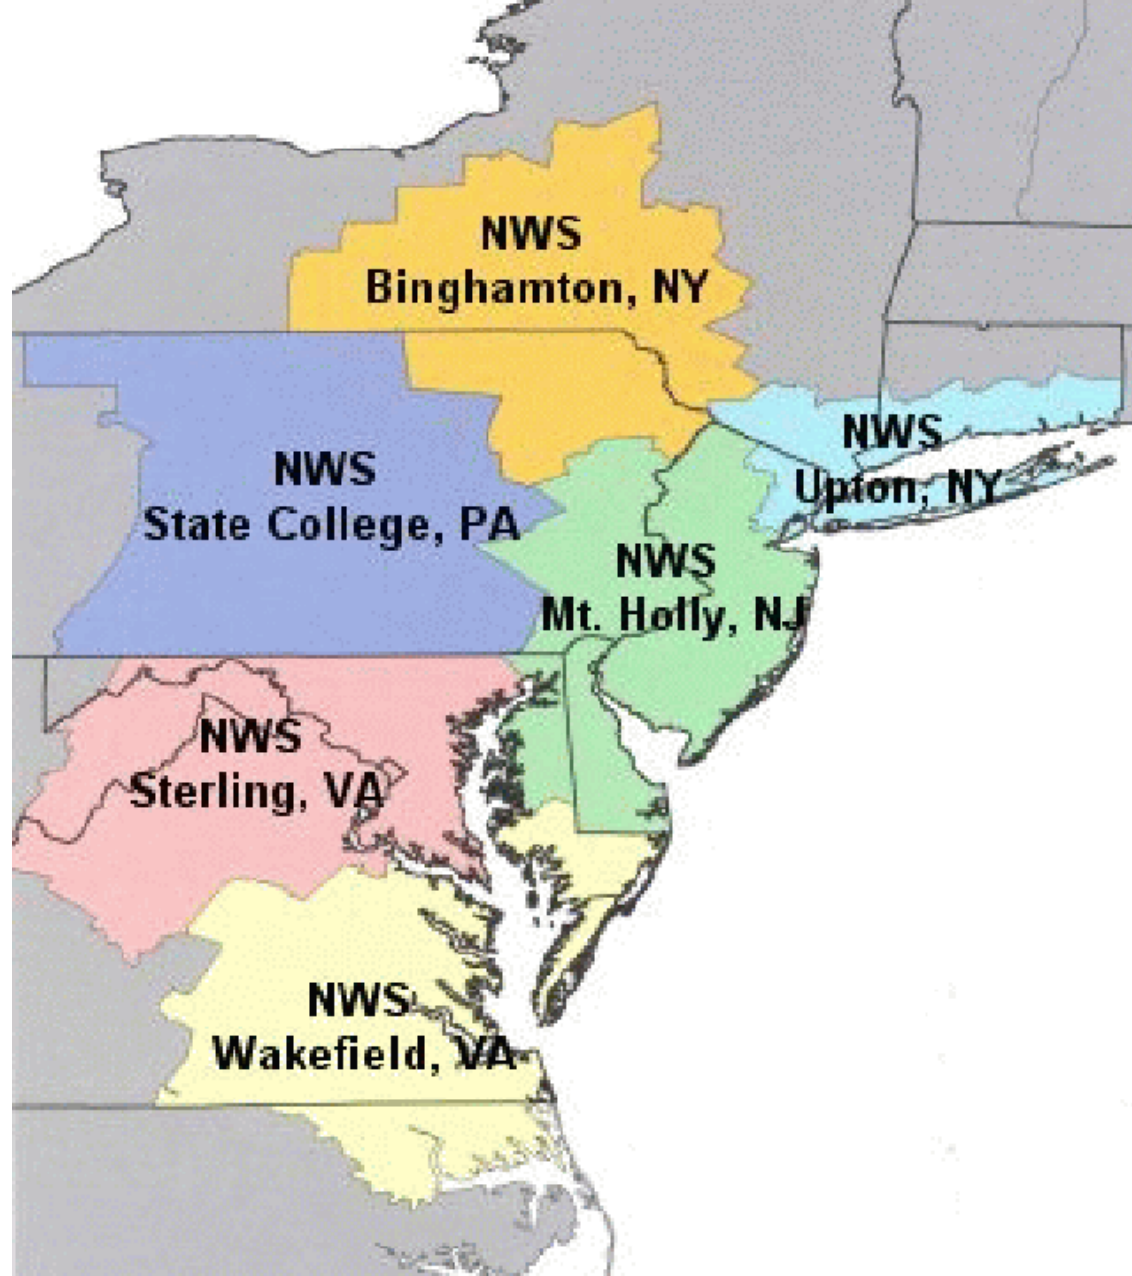 NWS
Binghamton, NY
NWS
Upton, NY
NWS
State College, PA
NWS
Mt. Holly, NJ
NWS
Sterling, VA
NWS
Wakefield, VA